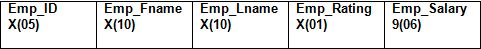 Emp_ID Emp_Fname Emp_Lname Emp_Rating Emp_Salary
X(05) X(10) X(10) X(01) 9(06)